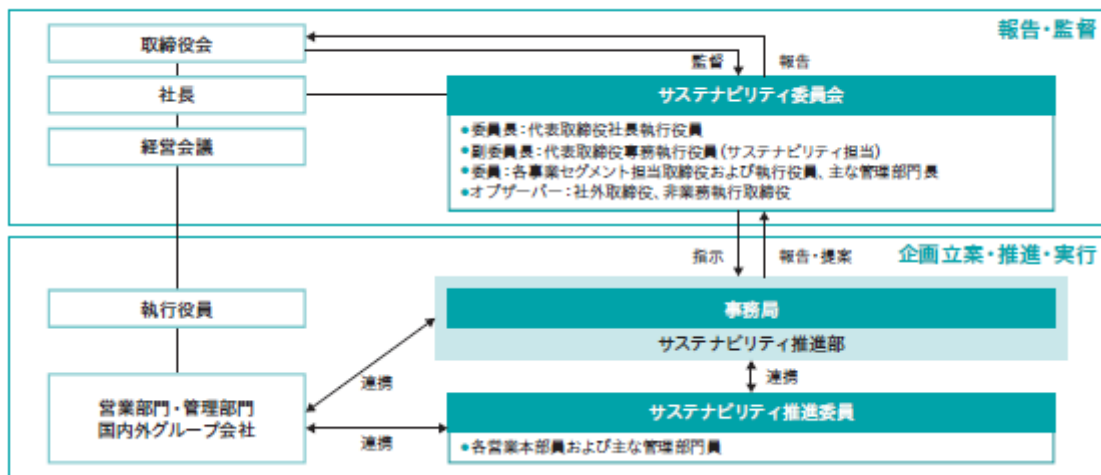 報告・監督
取締役会
監督
報告
社長
サステナビリティ委員会
経営会議
●委員長：代表取締役社長執行役員
●副委員長：代表取締役専務執行役員（サステナビリティ担当）
●委員：各事業セグメント担当取締役および執行役員、主な管理部門長
●オブザーバー：社外取締役、非業務執行取締役
企画立案・推進・実行
指示
報告・提案
執行役員
事務局
サステナビリティ推進部
連携
連携
営業部門・管理部門
国内外グループ会社
サステナビリティ推進委員
連携
●各営業本部員および主な管理部門員